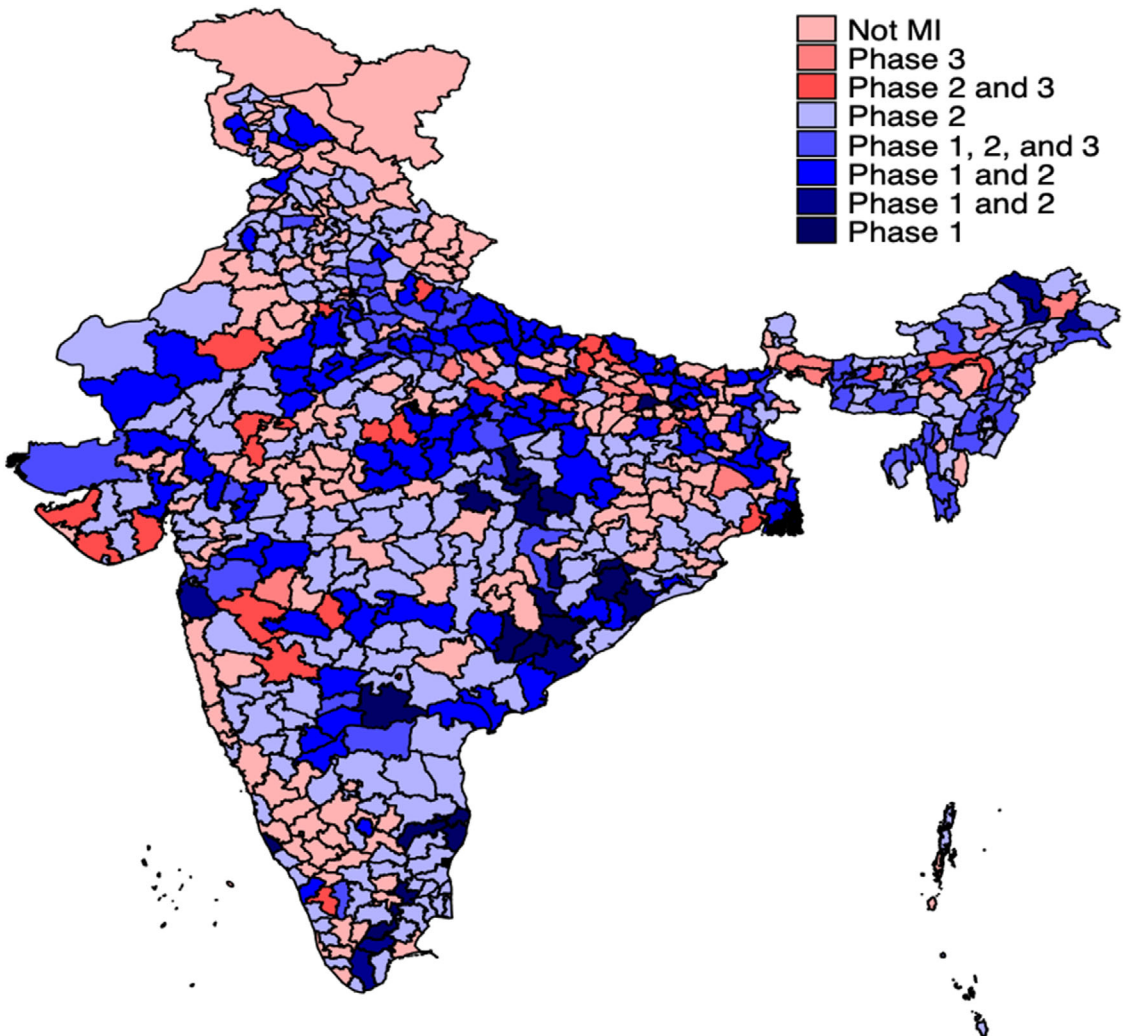 Not MI
Phase 3
Phase 2 and 3
Phase 2
Phase 1, 2, and 3
Phase 1 and 2
Phase 1 and 2
Phase 1